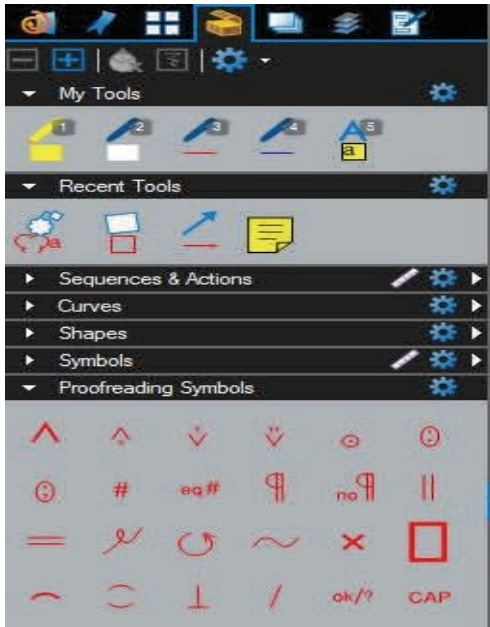 My Tools
1 2 3 4 A5
a
Recent Tools
a
Sequences & Actions
Curves
Shapes
Symbols
Proofreading Symbols
# eq# ¶ no¶
ok/? CAP